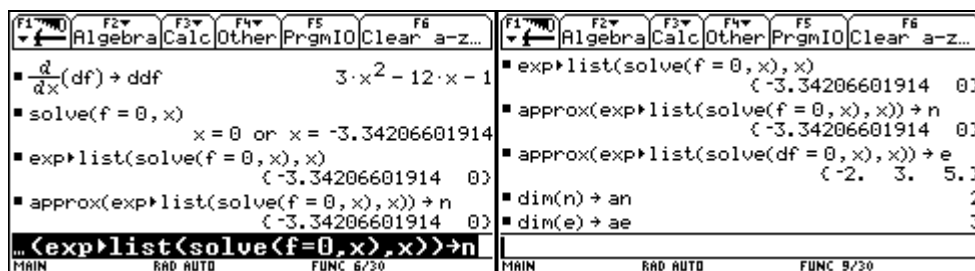 F1 F2 F3 F4 F5 F6
Algebra Calc Other PrgmIO Clear a-z...
▪ d/dx(df) → ddf 3·x² − 12·x − 1
▪ solve(f = 0, x)
x = 0 or x = -3.34206601914
▪ exp▸list(solve(f = 0, x), x)
{-3.34206601914 0}
▪ approx(exp▸list(solve(f = 0, x), x)) → n
{-3.34206601914 0}
…(exp▸list(solve(f=0,x),x))→n
MAIN RAD AUTO FUNC 6/30
F1 F2 F3 F4 F5 F6
Algebra Calc Other PrgmIO Clear a-z...
▪ exp▸list(solve(f = 0, x), x)
{-3.34206601914 0}
▪ approx(exp▸list(solve(f = 0, x), x)) → n
{-3.34206601914 0}
▪ approx(exp▸list(solve(df = 0, x), x)) → e
{-2. 3. 5.
▪ dim(n) → an
▪ dim(e) → ae
MAIN RAD AUTO FUNC 9/30